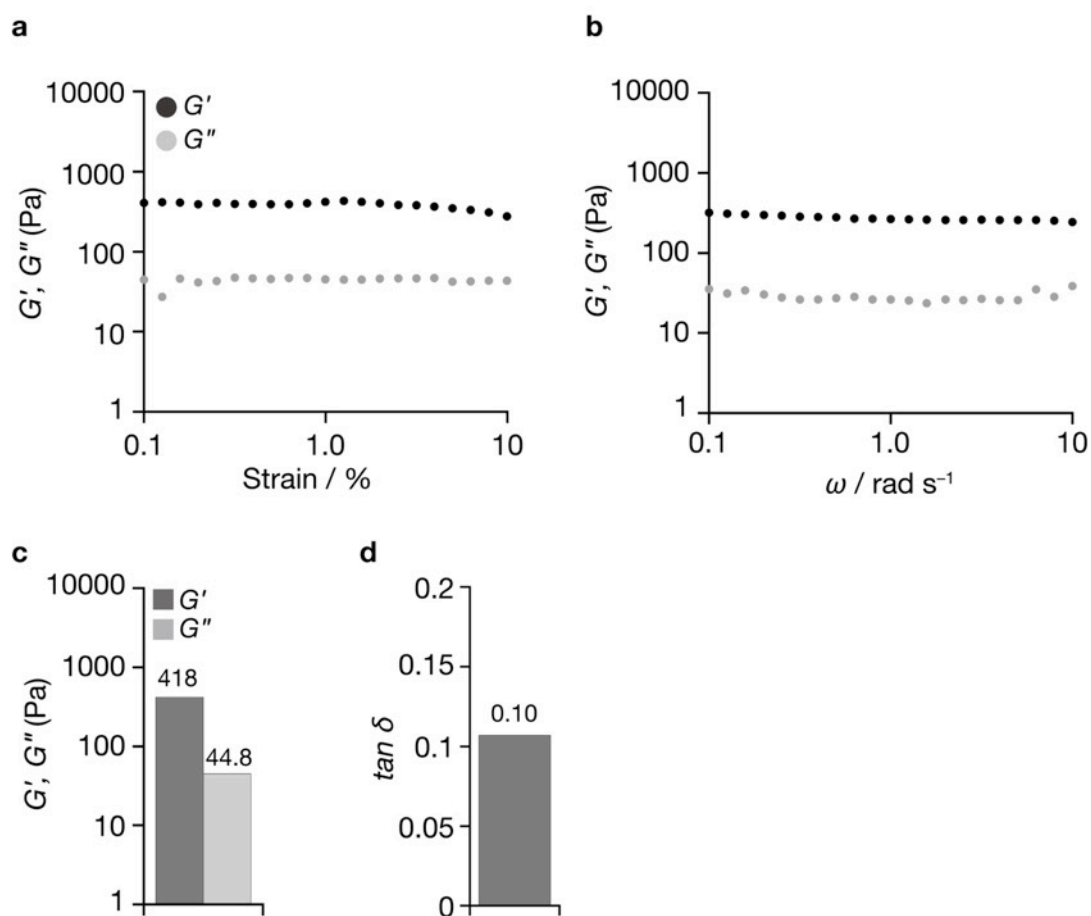 a
G', G" (Pa)
10000
1000
100
10
1
G'
G"
0.1
1.0
10
Strain / %
b
G', G" (Pa)
10000
1000
100
10
1
0.1
1.0
10
ω / rad s⁻¹
c
G', G" (Pa)
10000
1000
100
10
1
G'
G"
418
44.8
d
tan δ
0.2
0.15
0.1
0.05
0
0.10